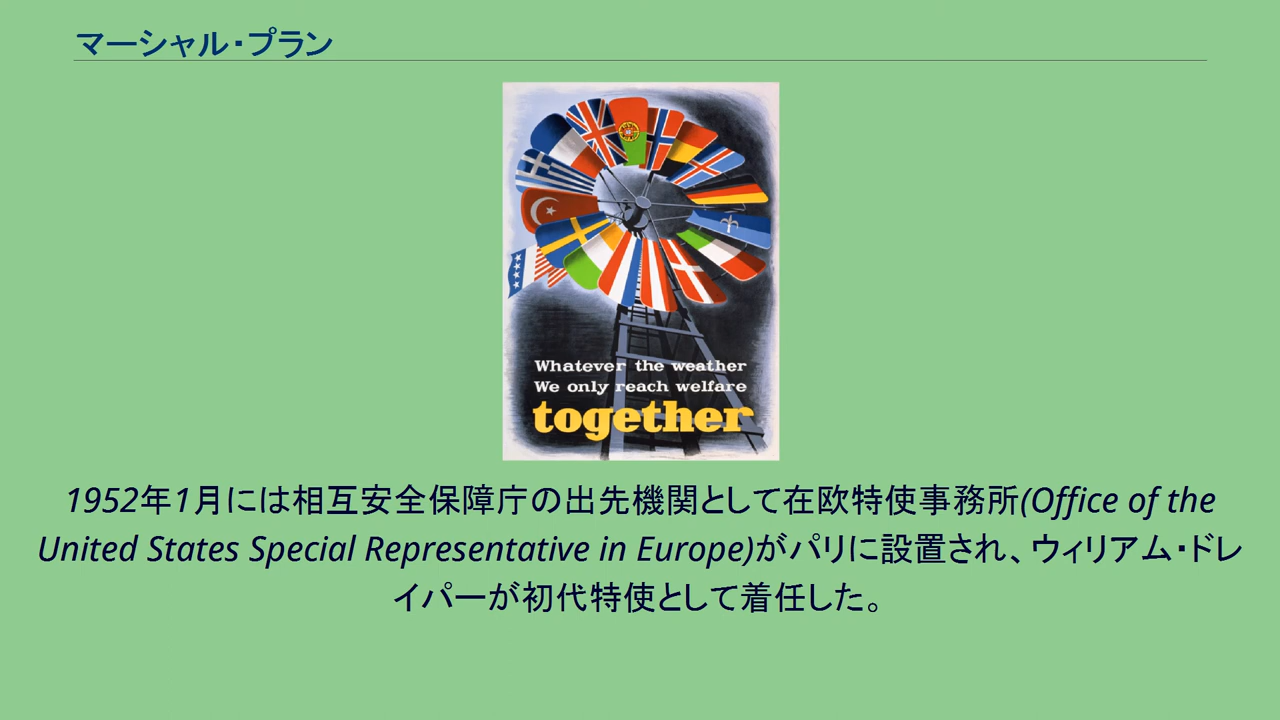 マーシャル・プラン
Whatever the weather
We only reach welfare
together
1952年1月には相互安全保障庁の出先機関として在欧特使事務所(Office of the
United States Special Representative in Europe)がパリに設置され、ウィリアム・ドレ
イパーが初代特使として着任した。